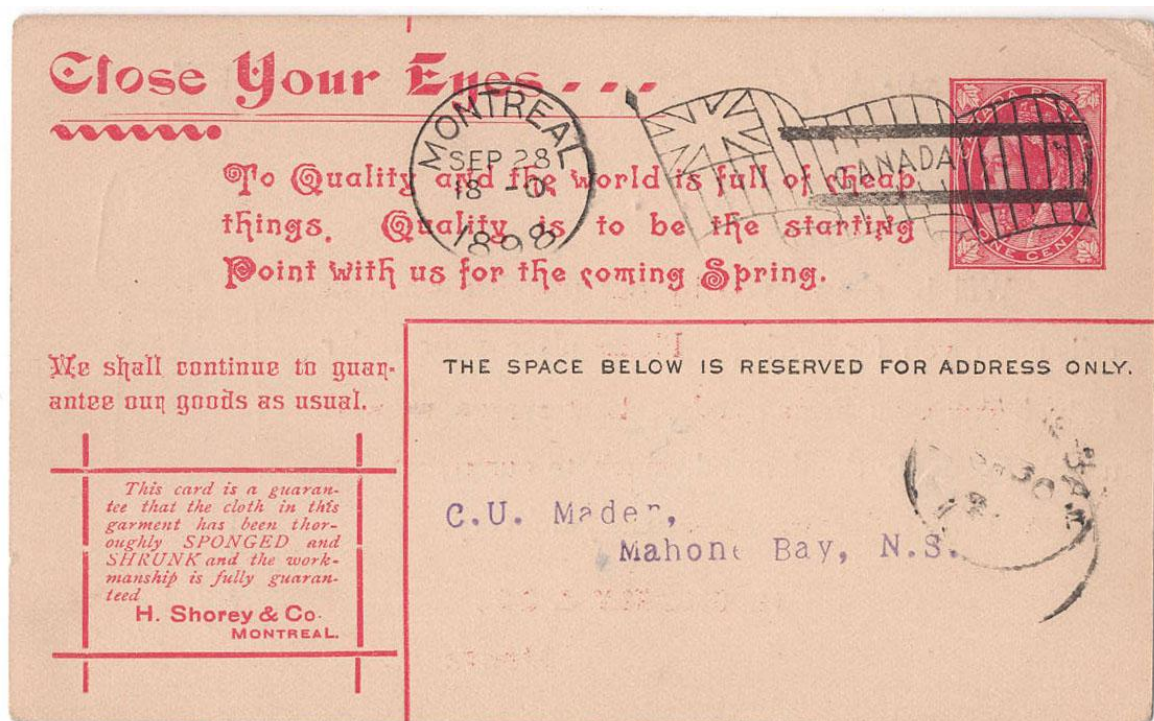 Close Your Eyes . . .
MONTREAL
SEP 28
18 - 0
1898
CANADA
ONE CENT
To Quality and the world is full of cheap
things. Quality is to be the starting
Point with us for the coming Spring.
We shall continue to guar-
antee our goods as usual.
This card is a guaran-
tee that the cloth in this
garment has been thor-
oughly SPONGED and
SHRUNK and the work-
manship is fully guaran-
teed
H. Shorey & Co.
MONTREAL.
THE SPACE BELOW IS RESERVED FOR ADDRESS ONLY.
C.U. Mader,
Mahone Bay, N.S.